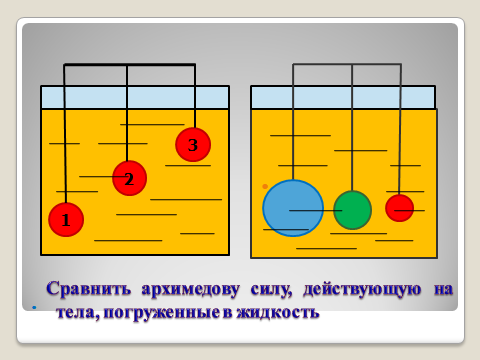 3
2
1
Сравнить архимедову силу, действующую на
тела, погруженные в жидкость